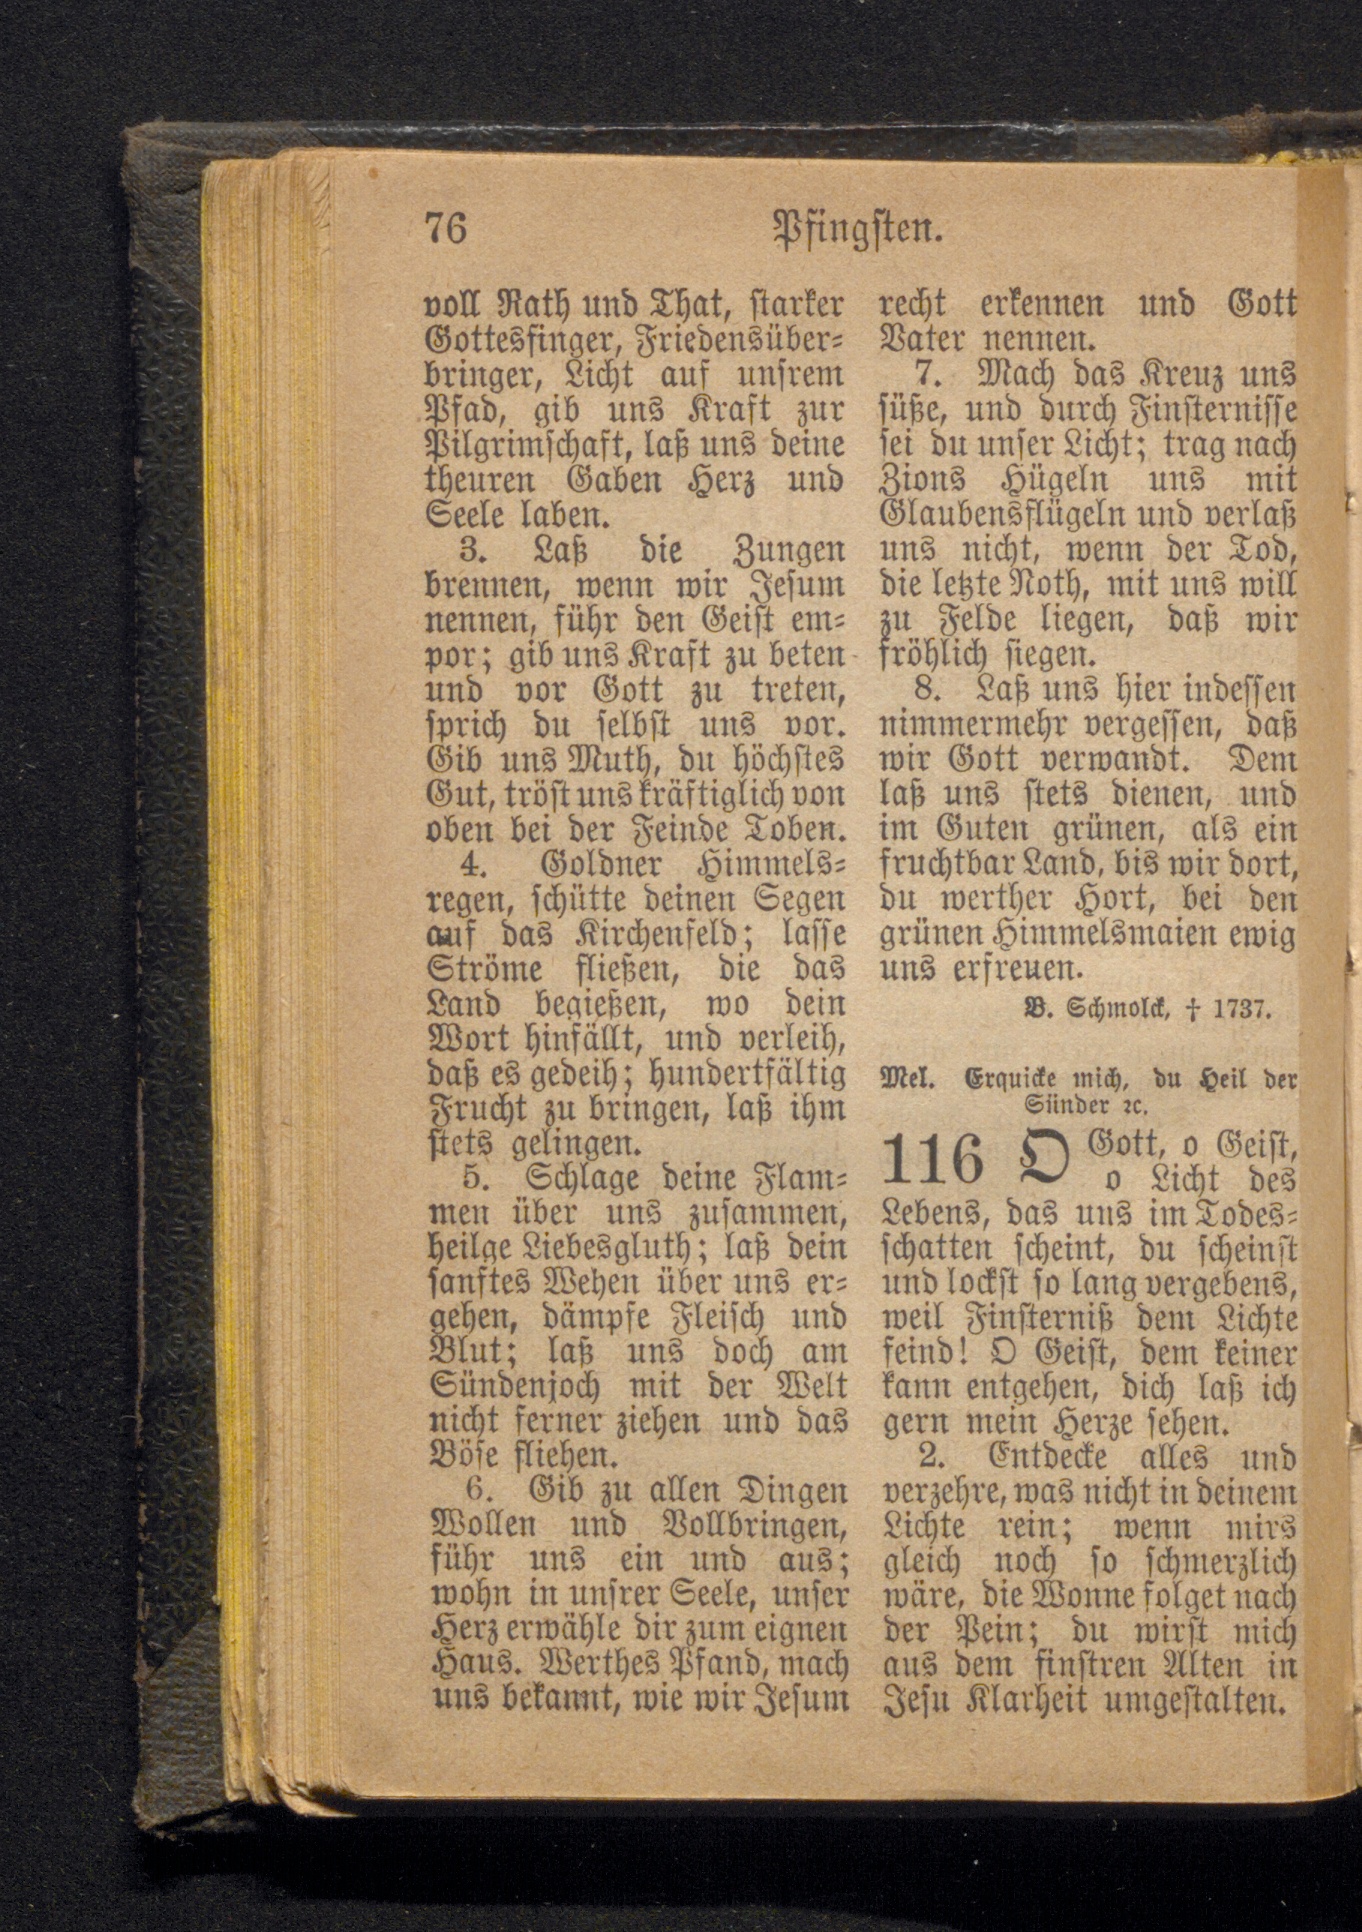 76
Pfingsten.
voll Rath und That, starker
Gottesfinger, Friedensüber-
bringer, Licht auf unsrem
Pfad, gib uns Kraft zur
Pilgrimschaft, laß uns deine
theuren Gaben Herz und
Seele laben.
3. Laß die Zungen
brennen, wenn wir Jesum
nennen, führ den Geist em-
por; gib uns Kraft zu beten
und vor Gott zu treten,
sprich du selbst uns vor.
Gib uns Muth, du höchstes
Gut, tröst uns kräftiglich von
oben bei der Feinde Toben.
4. Goldner Himmels-
regen, schütte deinen Segen
auf das Kirchenfeld; lasse
Ströme fließen, die das
Land begießen, wo dein
Wort hinfällt, und verleih,
daß es gedeih; hundertfältig
Frucht zu bringen, laß ihm
stets gelingen.
5. Schlage deine Flam-
men über uns zusammen,
heilge Liebesgluth; laß dein
sanftes Wehen über uns er-
gehen, dämpfe Fleisch und
Blut; laß uns doch am
Sündenjoch mit der Welt
nicht ferner ziehen und das
Böse fliehen.
6. Gib zu allen Dingen
Wollen und Vollbringen,
führ uns ein und aus;
wohn in unsrer Seele, unser
Herz erwähle dir zum eignen
Haus. Werthes Pfand, mach
uns bekannt, wie wir Jesum
recht erkennen und Gott
Vater nennen.
7. Mach das Kreuz uns
süße, und durch Finsternisse
sei du unser Licht; trag nach
Zions Hügeln uns mit
Glaubensflügeln und verlaß
uns nicht, wenn der Tod,
die letzte Noth, mit uns will
zu Felde liegen, daß wir
fröhlich siegen.
8. Laß uns hier indessen
nimmermehr vergessen, daß
wir Gott verwandt. Dem
laß uns stets dienen, und
im Guten grünen, als ein
fruchtbar Land, bis wir dort,
du werther Hort, bei den
grünen Himmelsmaien ewig
uns erfreuen.
B. Schmolck, † 1737.
Mel. Erquicke mich, du Heil der
Sünder ꝛc.
116 O Gott, o Geist,
o Licht des
Lebens, das uns im Todes-
schatten scheint, du scheinst
und lockst so lang vergebens,
weil Finsterniß dem Lichte
feind! O Geist, dem keiner
kann entgehen, dich laß ich
gern mein Herze sehen.
2. Entdecke alles und
verzehre, was nicht in deinem
Lichte rein; wenn mirs
gleich noch so schmerzlich
wäre, die Wonne folget nach
der Pein; du wirst mich
aus dem finstren Alten in
Jesu Klarheit umgestalten.